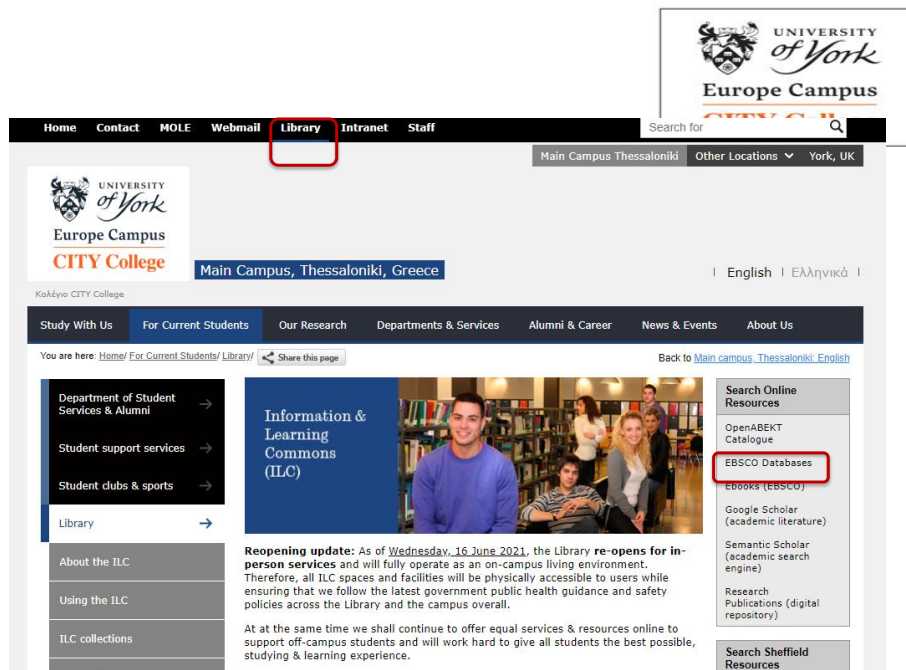 UNIVERSITY
of York
Europe Campus
Home Contact MOLE Webmail Library Intranet Staff
Search for
Main Campus Thessaloniki Other Locations York, UK
UNIVERSITY
of York
Europe Campus
CITY College
Main Campus, Thessaloniki, Greece
English Ελληνικά
Κολέγιο CITY College
Study With Us For Current Students Our Research Departments & Services Alumni & Career News & Events About Us
You are here: Home/ For Current Students/ Library/ Share this page
Back to Main campus, Thessaloniki: English
Department of Student
Services & Alumni
Student support services
Student clubs & sports
Library
About the ILC
Using the ILC
ILC collections
Information &
Learning
Commons
(ILC)
Reopening update: As of Wednesday, 16 June 2021, the Library re-opens for in-
person services and will fully operate as an on-campus living environment.
Therefore, all ILC spaces and facilities will be physically accessible to users while
ensuring that we follow the latest government public health guidance and safety
policies across the Library and the campus overall.
At at the same time we shall continue to offer equal services & resources online to
support off-campus students and will work hard to give all students the best possible,
studying & learning experience.
Search Online
Resources
OpenABEKT
Catalogue
EBSCO Databases
Ebooks (EBSCO)
Google Scholar
(academic literature)
Semantic Scholar
(academic search
engine)
Research
Publications (digital
repository)
Search Sheffield
Resources